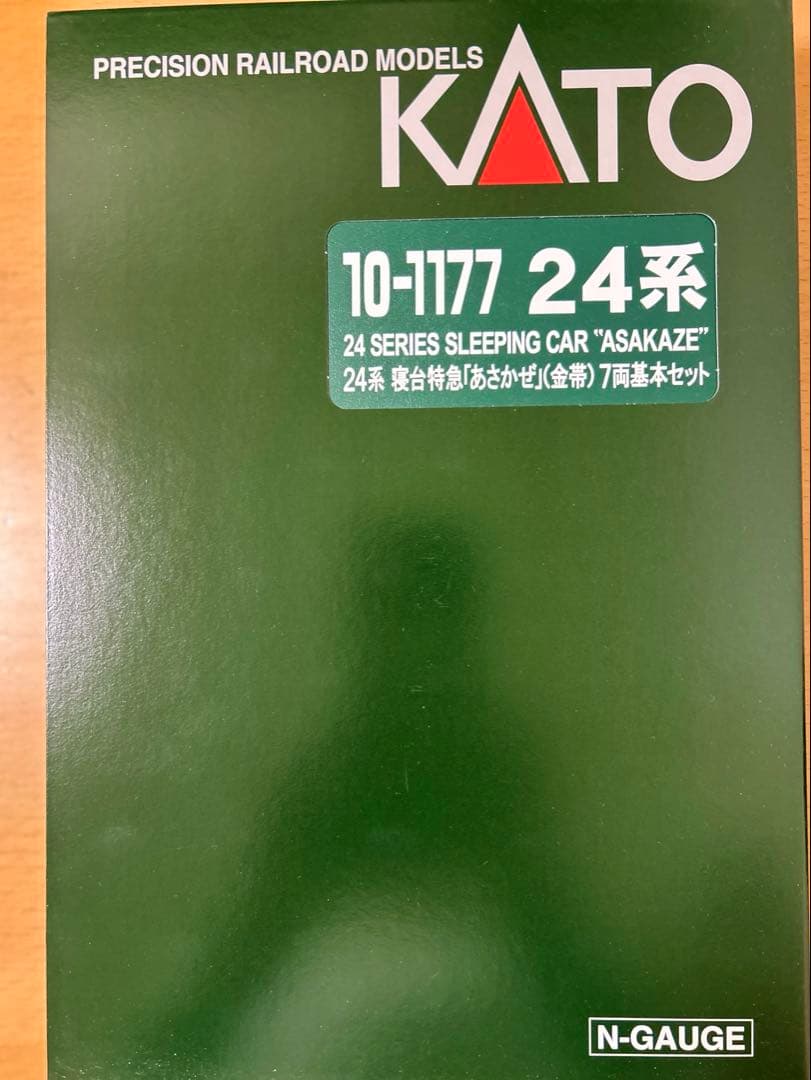 PRECISION RAILROAD MODELS
KATO
10-1177 24系
24 SERIES SLEEPING CAR "ASAKAZE"
24系 寝台特急「あさかぜ」(金帯) 7両基本セット
N-GAUGE